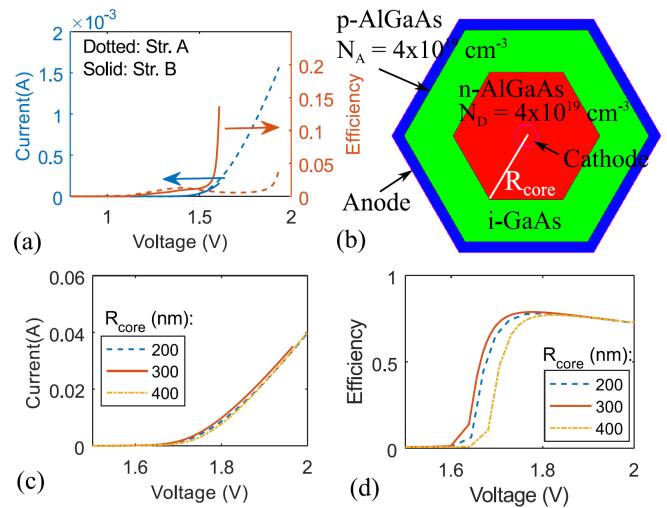 ×10⁻³
2
1.5
1
0.5
0
Current(A)
Dotted: Str. A
Solid: Str. B
0.2
0.15
0.1
0.05
0
Efficiency
1
1.5
2
Voltage (V)
(a)
p-AlGaAs
N_A = 4x10¹⁹ cm⁻³
n-AlGaAs
N_D = 4x10¹⁹ cm⁻³
Cathode
R_core
Anode
i-GaAs
(b)
0.06
0.04
0.02
0
Current(A)
R_core (nm):
200
300
400
1.6
1.8
2
Voltage (V)
(c)
1
0.5
0
Efficiency
R_core (nm):
200
300
400
1.6
1.8
2
Voltage (V)
(d)